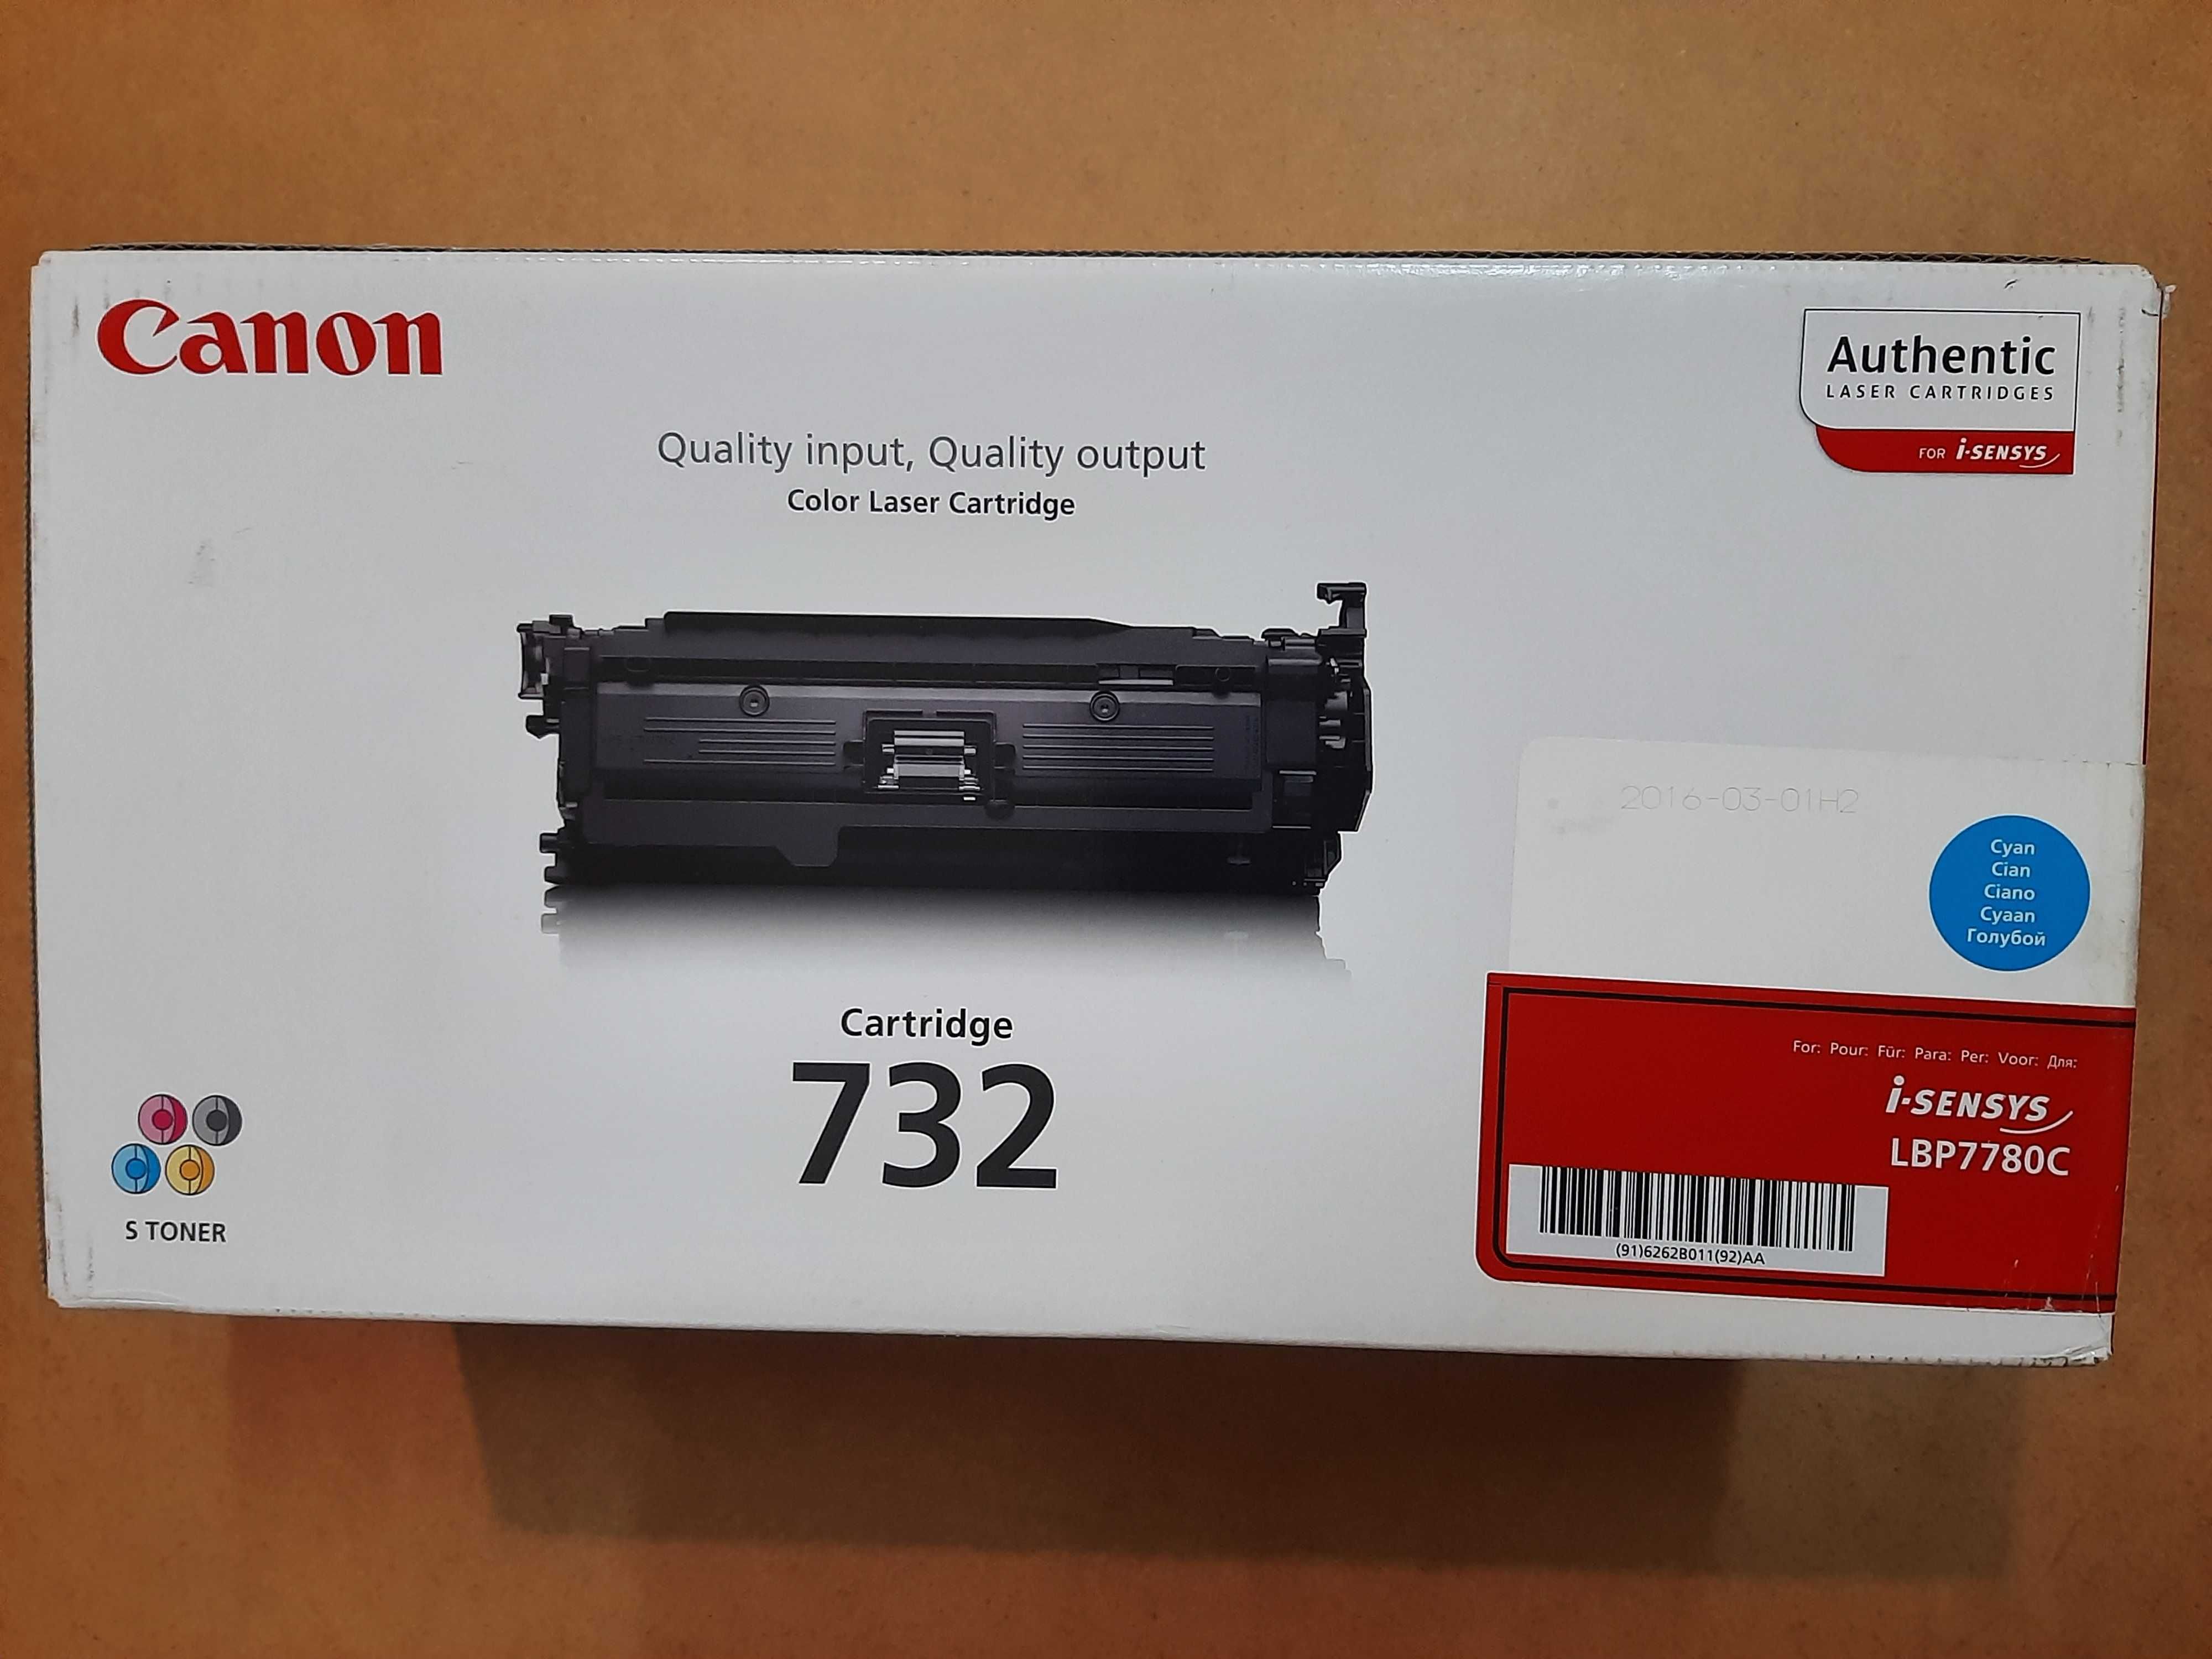 Canon
Authentic
LASER CARTRIDGES
FOR i-SENSYS
Quality input, Quality output
Color Laser Cartridge
2016-03-01H2
Cyan
Cian
Ciano
Cyaan
Голубой
Cartridge
732
For: Pour: Für: Para: Per: Voor: Для:
i-SENSYS
LBP7780C
(91)6262B011(92)AA
S TONER